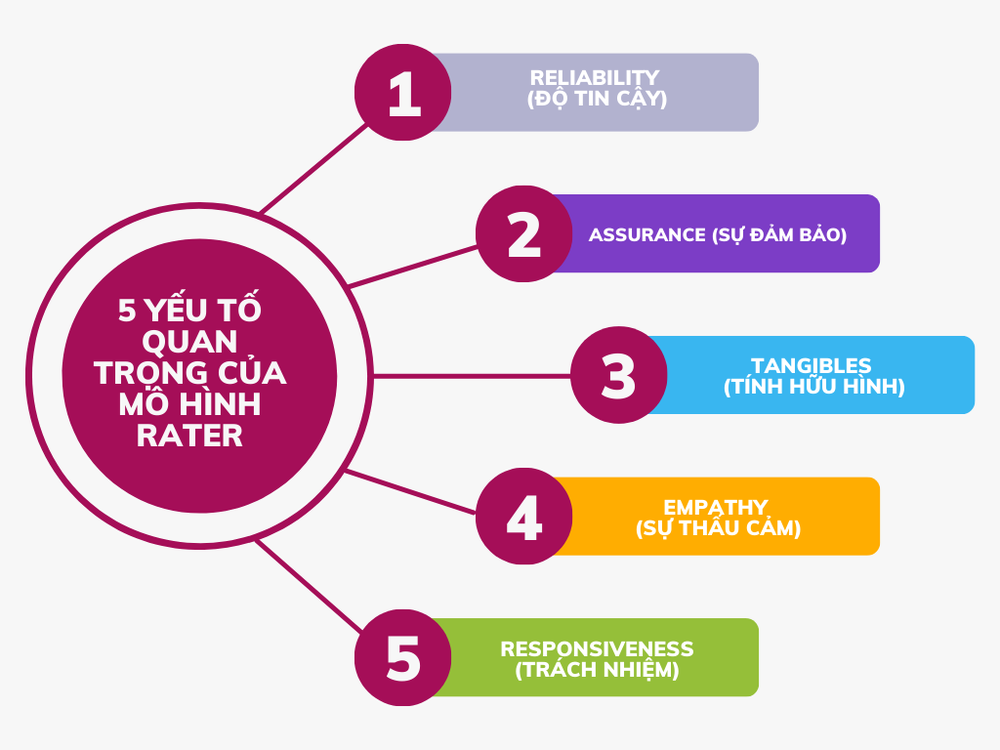 5 YẾU TỐ
QUAN
TRỌNG CỦA
MÔ HÌNH
RATER
1
RELIABILITY
(ĐỘ TIN CẬY)
2
ASSURANCE (SỰ ĐẢM BẢO)
3
TANGIBLES
(TÍNH HỮU HÌNH)
4
EMPATHY
(SỰ THẤU CẢM)
5
RESPONSIVENESS
(TRÁCH NHIỆM)